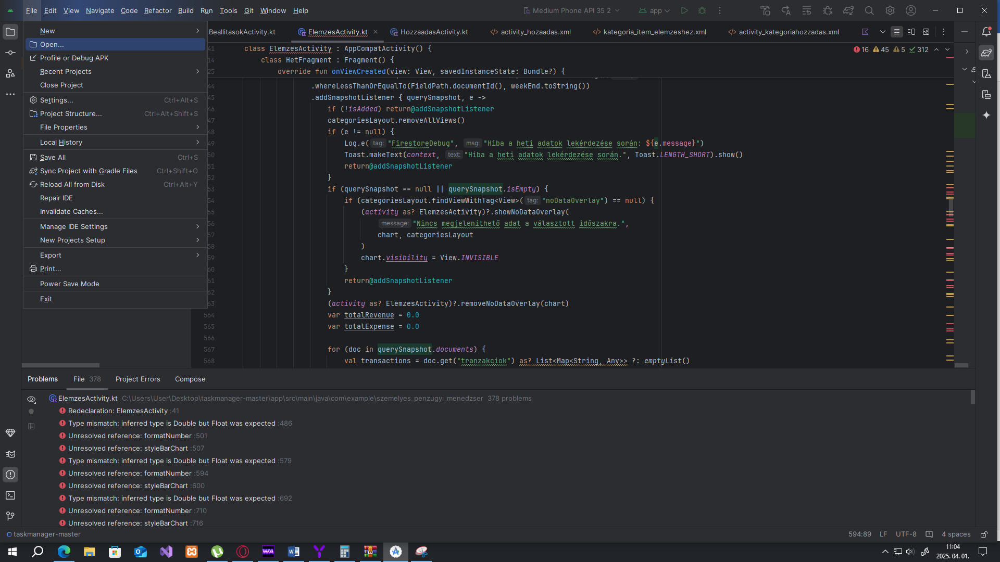 File Edit View Navigate Code Refactor Build Run Tools Git Window Help
Medium Phone API 35 2
app
BeallitasokActivity.kt
ElemzesActivity.kt
HozzaadasActivity.kt
activity_hozaadas.xml
kategoria_item_elemzeshez.xml
activity_kategoriahozzadas.xml
New
Open...
Profile or Debug APK
Recent Projects
Close Project
Settings... Ctrl+Alt+S
Project Structure... Ctrl+Alt+Shift+S
File Properties
Local History
Save All Ctrl+S
Sync Project with Gradle Files Ctrl+Shift+O
Reload All from Disk Ctrl+Alt+Y
Repair IDE
Invalidate Caches...
Manage IDE Settings
New Projects Setup
Export
Print...
Power Save Mode
Exit
16 45 5 312
41 class ElemzesActivity : AppCompatActivity() {
14 class HetFragment : Fragment() {
25 override fun onViewCreated(view: View, savedInstanceState: Bundle?) {
44 .whereLessThanOrEqualTo(FieldPath.documentId(), weekEnd.toString())
45 .addSnapshotListener { querySnapshot, e ->
46 if (!isAdded) return@addSnapshotListener
47 categoriesLayout.removeAllViews()
48 if (e != null) {
49 Log.e( tag: "FirestoreDebug", msg: "Hiba a heti adatok lekérdezése során: ${e.message}")
50 Toast.makeText(context, text: "Hiba a heti adatok lekérdezése során.", Toast.LENGTH_SHORT).show()
51 return@addSnapshotListener
52 }
53 if (querySnapshot == null || querySnapshot.isEmpty) {
54 if (categoriesLayout.findViewWithTag<View>( tag: "noDataOverlay") == null) {
55 (activity as? ElemzesActivity)?.showNoDataOverlay(
56 message: "Nincs megjeleníthető adat a választott időszakra.",
57 chart, categoriesLayout
58 )
59 chart.visibility = View.INVISIBLE
60 }
61 return@addSnapshotListener
62 }
63 (activity as? ElemzesActivity)?.removeNoDataOverlay(chart)
564 var totalRevenue = 0.0
565 var totalExpense = 0.0
566
567 for (doc in querySnapshot.documents) {
568 val transactions = doc.get("tranzakciok") as? List<Map<String, Any>> ?: emptyList()
Problems File 378 Project Errors Compose
ElemzesActivity.kt C:\Users\User\Desktop\taskmanager-master\app\src\main\java\com\example\szemelyes_penzugyi_menedzser 378 problems
Redeclaration: ElemzesActivity :41
Type mismatch: inferred type is Double but Float was expected :486
Unresolved reference: formatNumber :501
Unresolved reference: styleBarChart :507
Type mismatch: inferred type is Double but Float was expected :579
Unresolved reference: formatNumber :594
Unresolved reference: styleBarChart :600
Type mismatch: inferred type is Double but Float was expected :692
Unresolved reference: formatNumber :710
Unresolved reference: styleBarChart :716
taskmanager-master
594:89 LF UTF-8 4 spaces
11:04
2025. 04. 01.